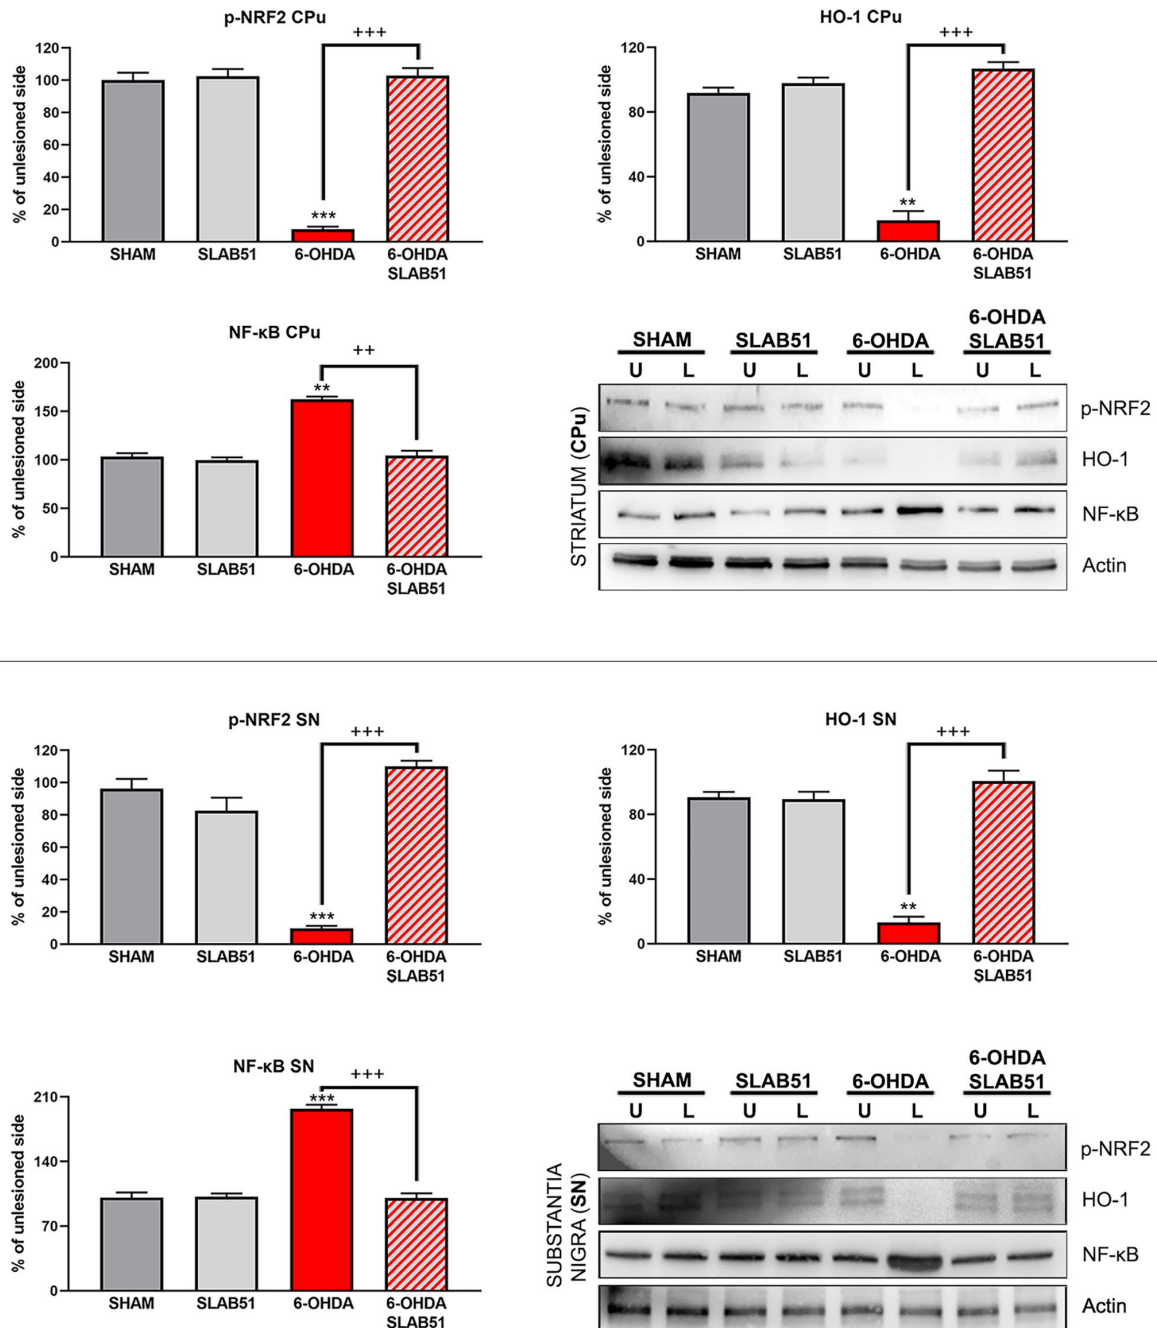 p-NRF2 CPu
% of unlesioned side
120
100
80
60
40
20
0
+++
***
SHAM
SLAB51
6-OHDA
6-OHDA
SLAB51
HO-1 CPu
% of unlesioned side
120
80
40
0
+++
**
SHAM
SLAB51
6-OHDA
6-OHDA
SLAB51
NF-κB CPu
% of unlesioned side
200
150
100
50
0
++
**
SHAM
SLAB51
6-OHDA
6-OHDA
SLAB51
SHAM
SLAB51
6-OHDA
6-OHDA
SLAB51
U L U L U L U L
STRIATUM (CPu)
p-NRF2
HO-1
NF-κB
Actin
p-NRF2 SN
% of unlesioned side
120
100
80
60
40
20
0
+++
***
SHAM
SLAB51
6-OHDA
6-OHDA
SLAB51
HO-1 SN
% of unlesioned side
120
80
40
0
+++
**
SHAM
SLAB51
6-OHDA
6-OHDA
SLAB51
NF-κB SN
% of unlesioned side
210
140
70
0
+++
***
SHAM
SLAB51
6-OHDA
6-OHDA
SLAB51
SHAM
SLAB51
6-OHDA
6-OHDA
SLAB51
U L U L U L U L
SUBSTANTIA
NIGRA (SN)
p-NRF2
HO-1
NF-κB
Actin